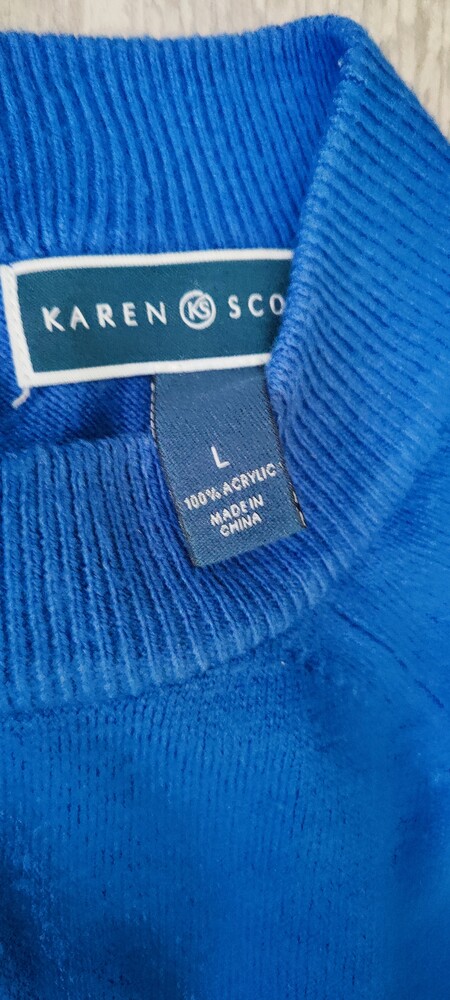 KAREN KS SCO
L
100% ACRYLIC
MADE IN
CHINA